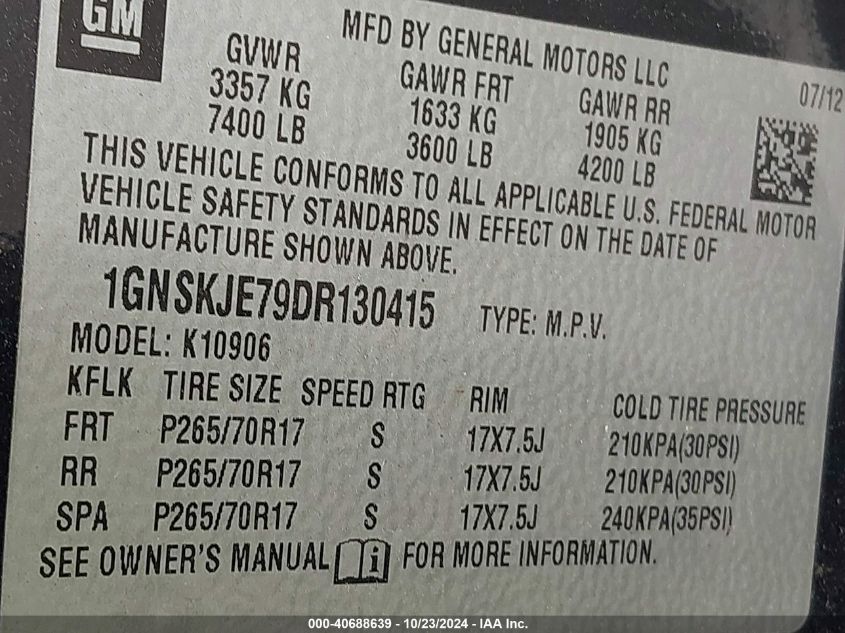 GM
MFD BY GENERAL MOTORS LLC
07/12
GVWR GAWR FRT GAWR RR
3357 KG 1633 KG 1905 KG
7400 LB 3600 LB 4200 LB
THIS VEHICLE CONFORMS TO ALL APPLICABLE U.S. FEDERAL MOTOR
VEHICLE SAFETY STANDARDS IN EFFECT ON THE DATE OF
MANUFACTURE SHOWN ABOVE.
1GNSKJE79DR130415 TYPE: M.P.V.
MODEL: K10906
KFLK TIRE SIZE SPEED RTG RIM COLD TIRE PRESSURE
FRT P265/70R17 S 17X7.5J 210KPA(30PSI)
RR P265/70R17 S 17X7.5J 210KPA(30PSI)
SPA P265/70R17 S 17X7.5J 240KPA(35PSI)
SEE OWNER'S MANUAL FOR MORE INFORMATION.
000-40688639 - 10/23/2024 - IAA Inc.